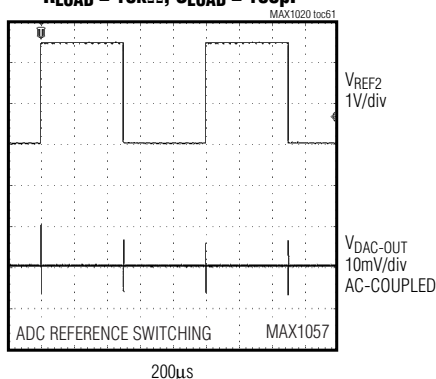 RLOAD = 10kΩ, CLOAD = 100pF
MAX1020 toc61
VREF2
1V/div
VDAC-OUT
10mV/div
AC-COUPLED
ADC REFERENCE SWITCHING MAX1057
200µs